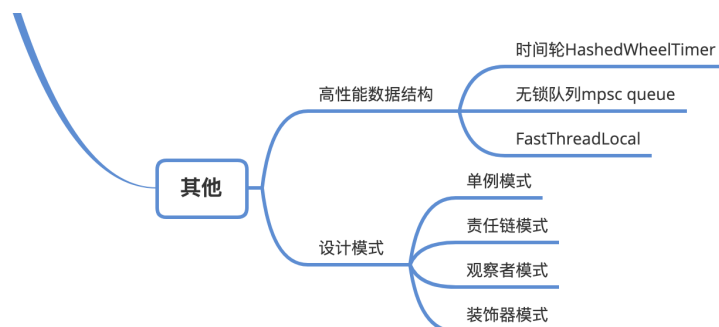 其他
高性能数据结构
时间轮HashedWheelTimer
无锁队列mpsc queue
FastThreadLocal
设计模式
单例模式
责任链模式
观察者模式
装饰器模式